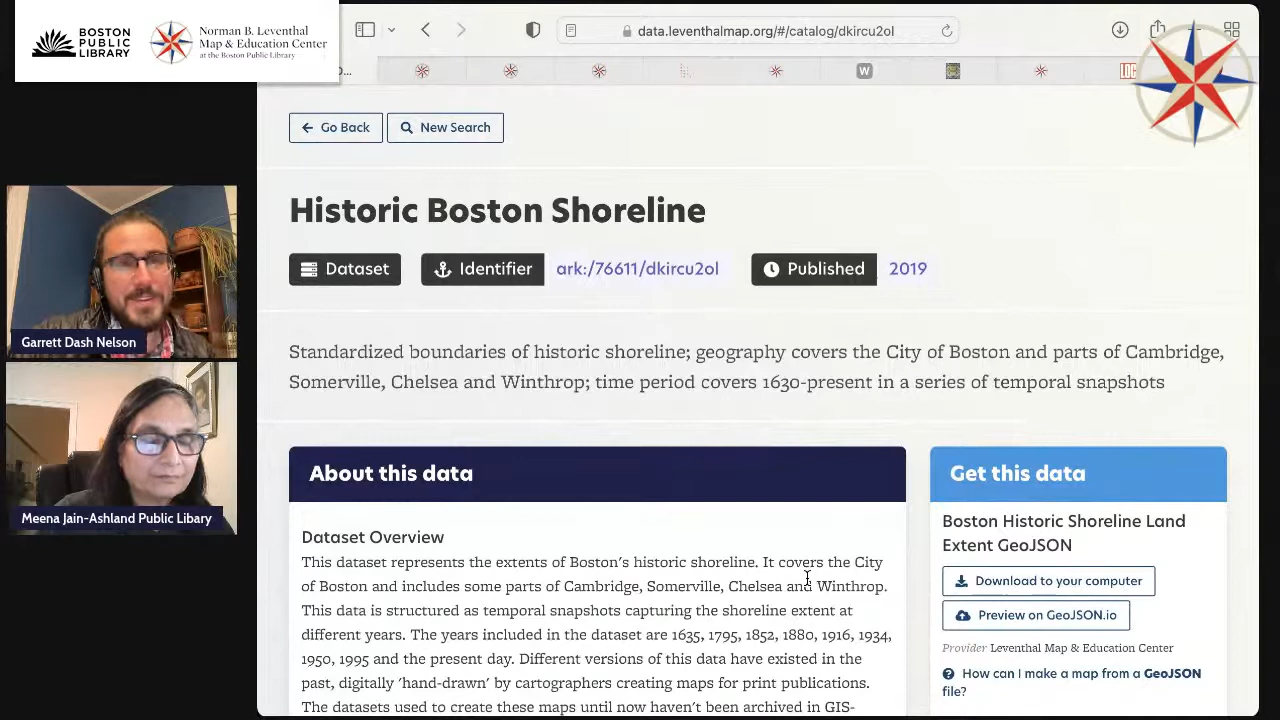 BOSTON
PUBLIC
LIBRARY
Norman B. Leventhal
Map & Education Center
at the Boston Public Library
data.leventhalmap.org/#/catalog/dkircu2ol
W
LOC
Go Back
New Search
Historic Boston Shoreline
Dataset
Identifier
ark:/76611/dkircu2ol
Published
2019
Standardized boundaries of historic shoreline; geography covers the City of Boston and parts of Cambridge,
Somerville, Chelsea and Winthrop; time period covers 1630-present in a series of temporal snapshots
Garrett Dash Nelson
Meena Jain-Ashland Public Libary
About this data
Dataset Overview
This dataset represents the extents of Boston's historic shoreline. It covers the City
of Boston and includes some parts of Cambridge, Somerville, Chelsea and Winthrop.
This data is structured as temporal snapshots capturing the shoreline extent at
different years. The years included in the dataset are 1635, 1795, 1852, 1880, 1916, 1934,
1950, 1995 and the present day. Different versions of this data have existed in the
past, digitally 'hand-drawn' by cartographers creating maps for print publications.
The datasets used to create these maps until now haven't been archived in GIS-
Get this data
Boston Historic Shoreline Land
Extent GeoJSON
Download to your computer
Preview on GeoJSON.io
Provider Leventhal Map & Education Center
How can I make a map from a GeoJSON
file?